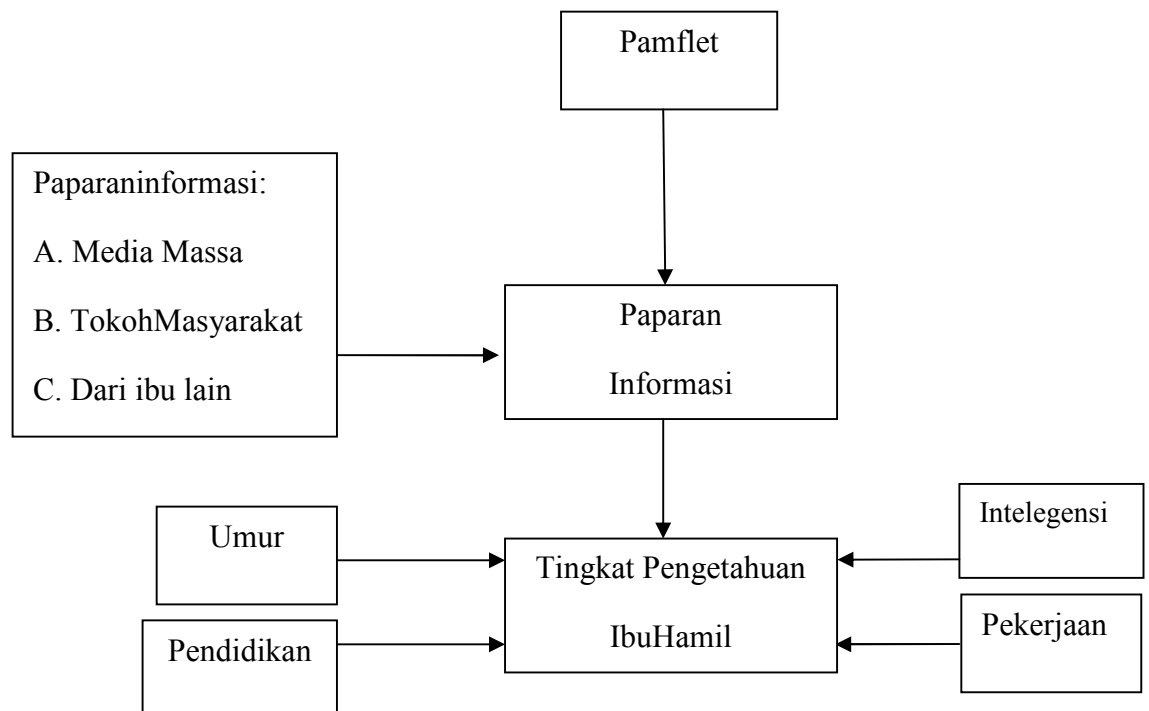 Pamflet
Paparaninformasi:
A. Media Massa
B. TokohMasyarakat
C. Dari ibu lain
Paparan
Informasi
Umur
Pendidikan
Tingkat Pengetahuan
IbuHamil
Intelegensi
Pekerjaan